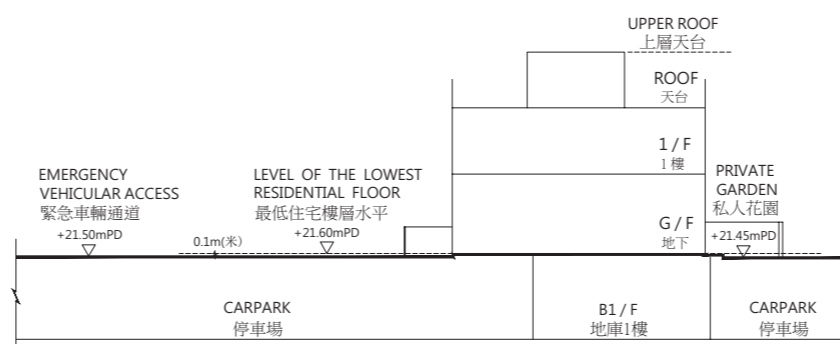 UPPER ROOF
上層天台
ROOF
天台
1 / F
1 樓
EMERGENCY
VEHICULAR ACCESS
緊急車輛通道
+21.50mPD
0.1m(米)
LEVEL OF THE LOWEST
RESIDENTIAL FLOOR
最低住宅樓層水平
+21.60mPD
G / F
地下
PRIVATE
GARDEN
私人花園
+21.45mPD
CARPARK
停車場
B1 / F
地庫1樓
CARPARK
停車場